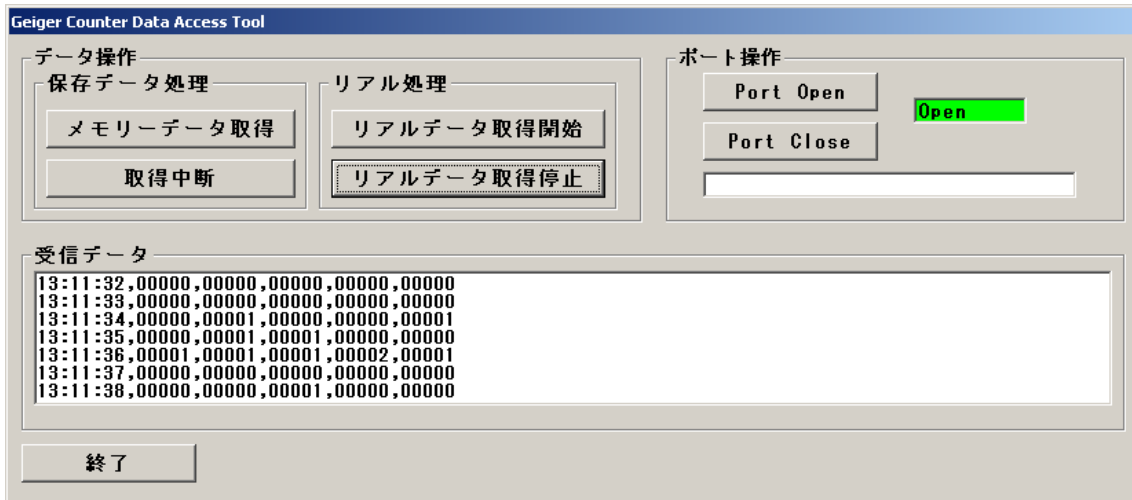 Geiger Counter Data Access Tool
データ操作
保存データ処理
メモリーデータ取得
取得中断
リアル処理
リアルデータ取得開始
リアルデータ取得停止
ポート操作
Port Open
Open
Port Close
受信データ
13:11:32,00000,00000,00000,00000,00000
13:11:33,00000,00000,00000,00000,00000
13:11:34,00000,00001,00000,00000,00001
13:11:35,00000,00001,00001,00000,00000
13:11:36,00001,00001,00001,00002,00001
13:11:37,00000,00000,00000,00000,00000
13:11:38,00000,00000,00001,00000,00000
終了